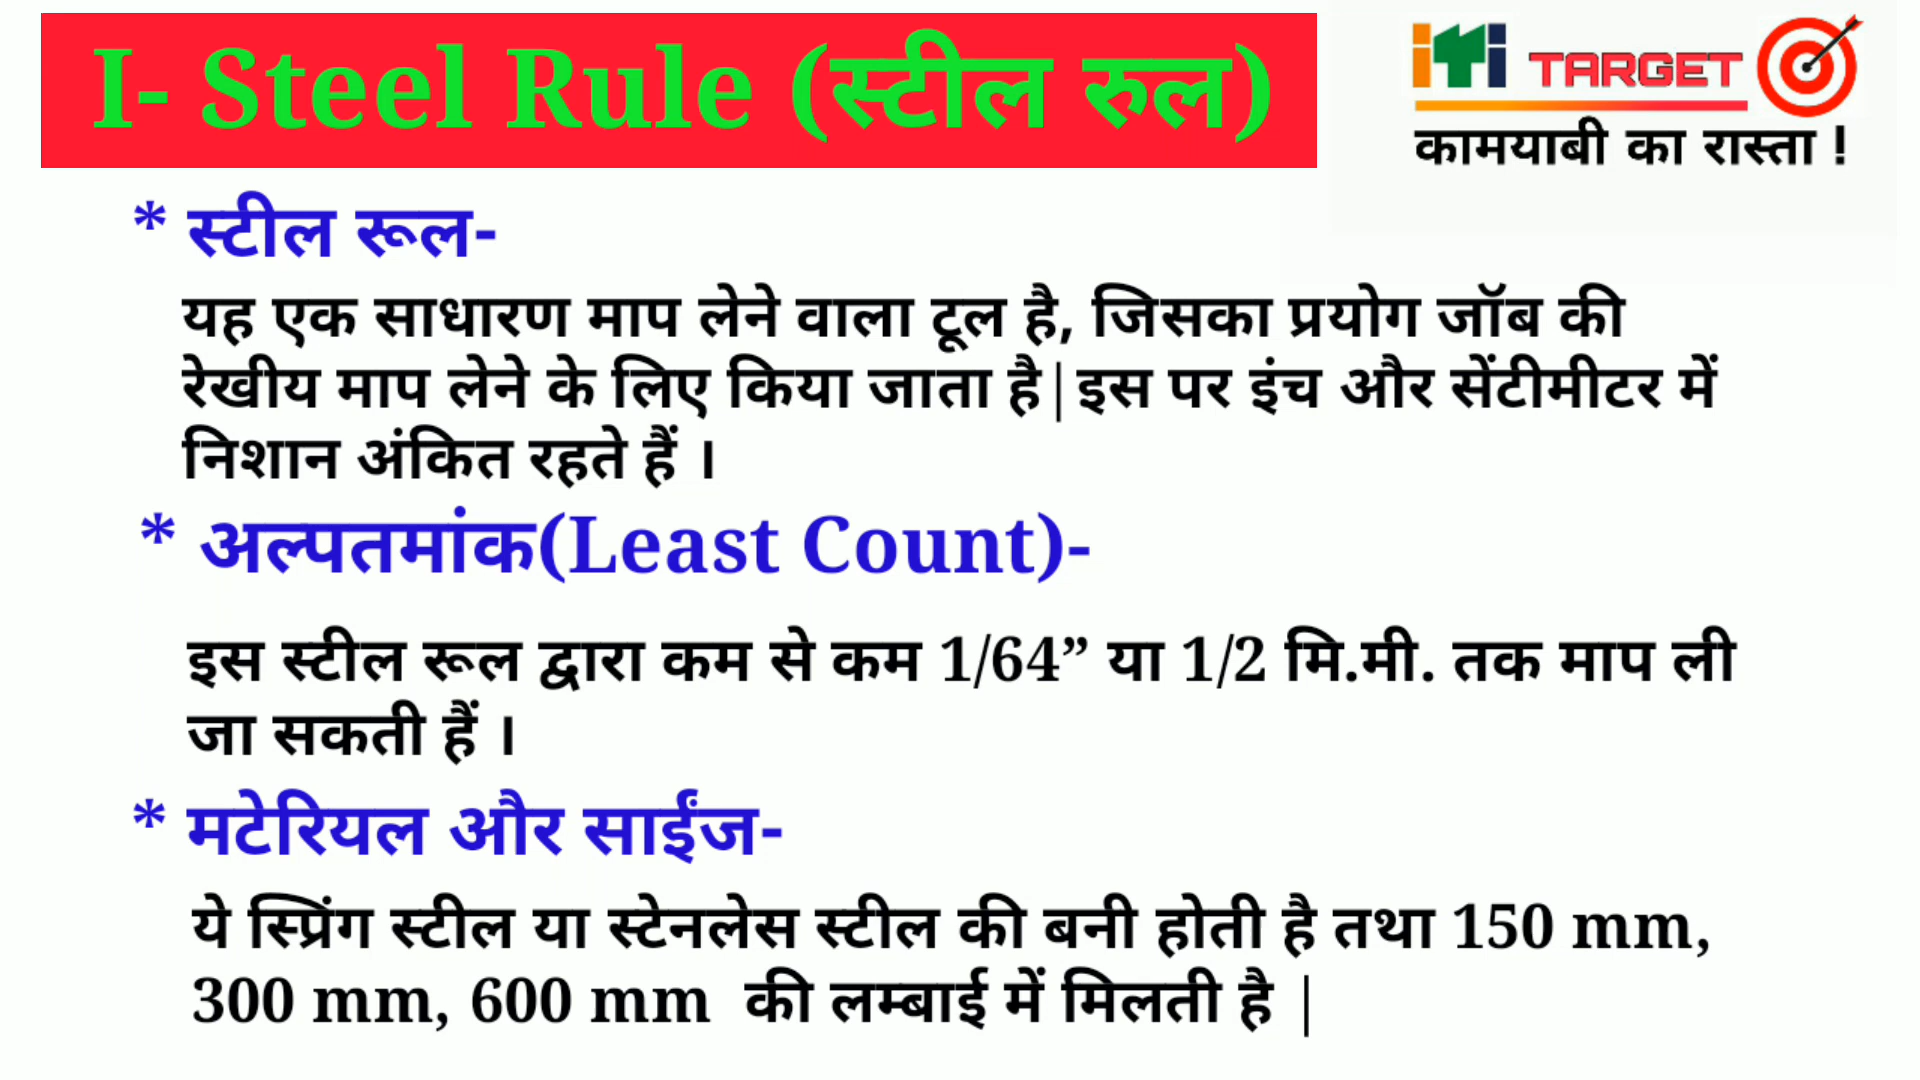 I- Steel Rule (स्टील रुल)
iTi TARGET
कामयाबी का रास्ता !
* स्टील रूल-
यह एक साधारण माप लेने वाला टूल है, जिसका प्रयोग जॉब की
रेखीय माप लेने के लिए किया जाता है|इस पर इंच और सेंटीमीटर में
निशान अंकित रहते हैं ।
* अल्पतमांक(Least Count)-
इस स्टील रूल द्वारा कम से कम 1/64” या 1/2 मि.मी. तक माप ली
जा सकती हैं ।
* मटेरियल और साईंज-
ये स्प्रिंग स्टील या स्टेनलेस स्टील की बनी होती है तथा 150 mm,
300 mm, 600 mm की लम्बाई में मिलती है |